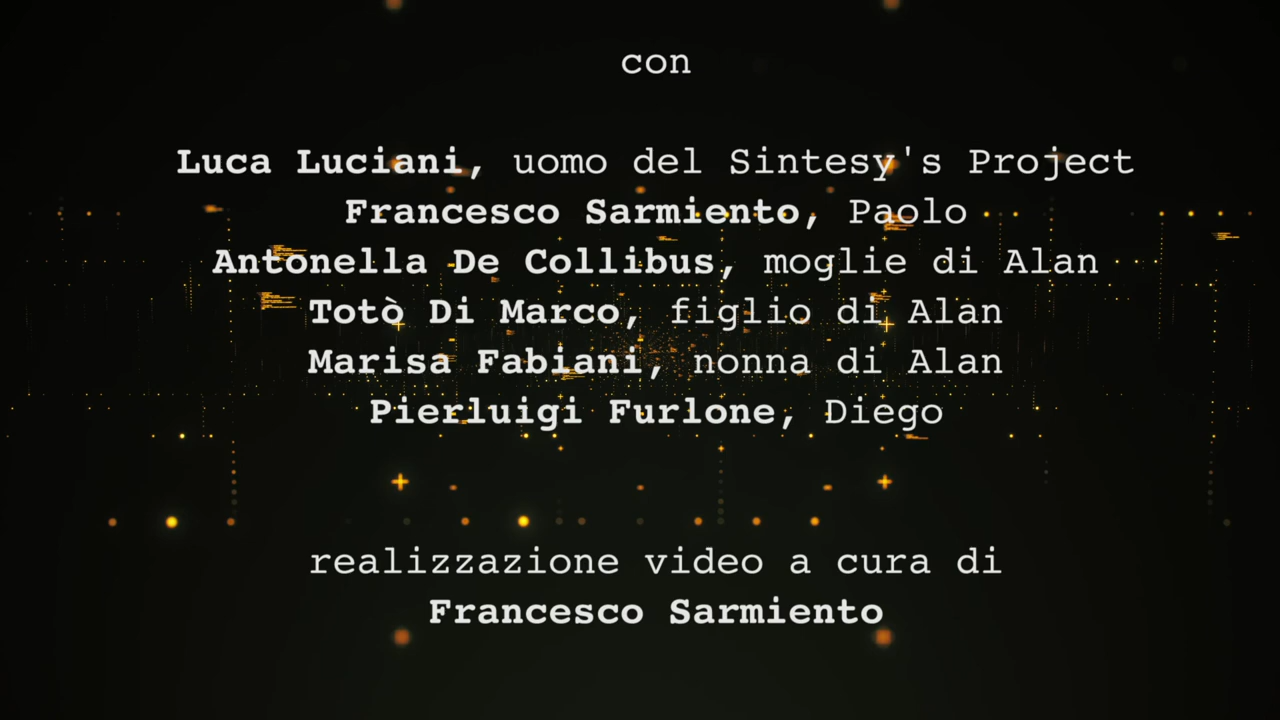 con
Luca Luciani, uomo del Sintesy's Project
Francesco Sarmiento, Paolo
Antonella De Collibus, moglie di Alan
Totò Di Marco, figlio di Alan
Marisa Fabiani, nonna di Alan
Pierluigi Furlone, Diego
realizzazione video a cura di
Francesco Sarmiento